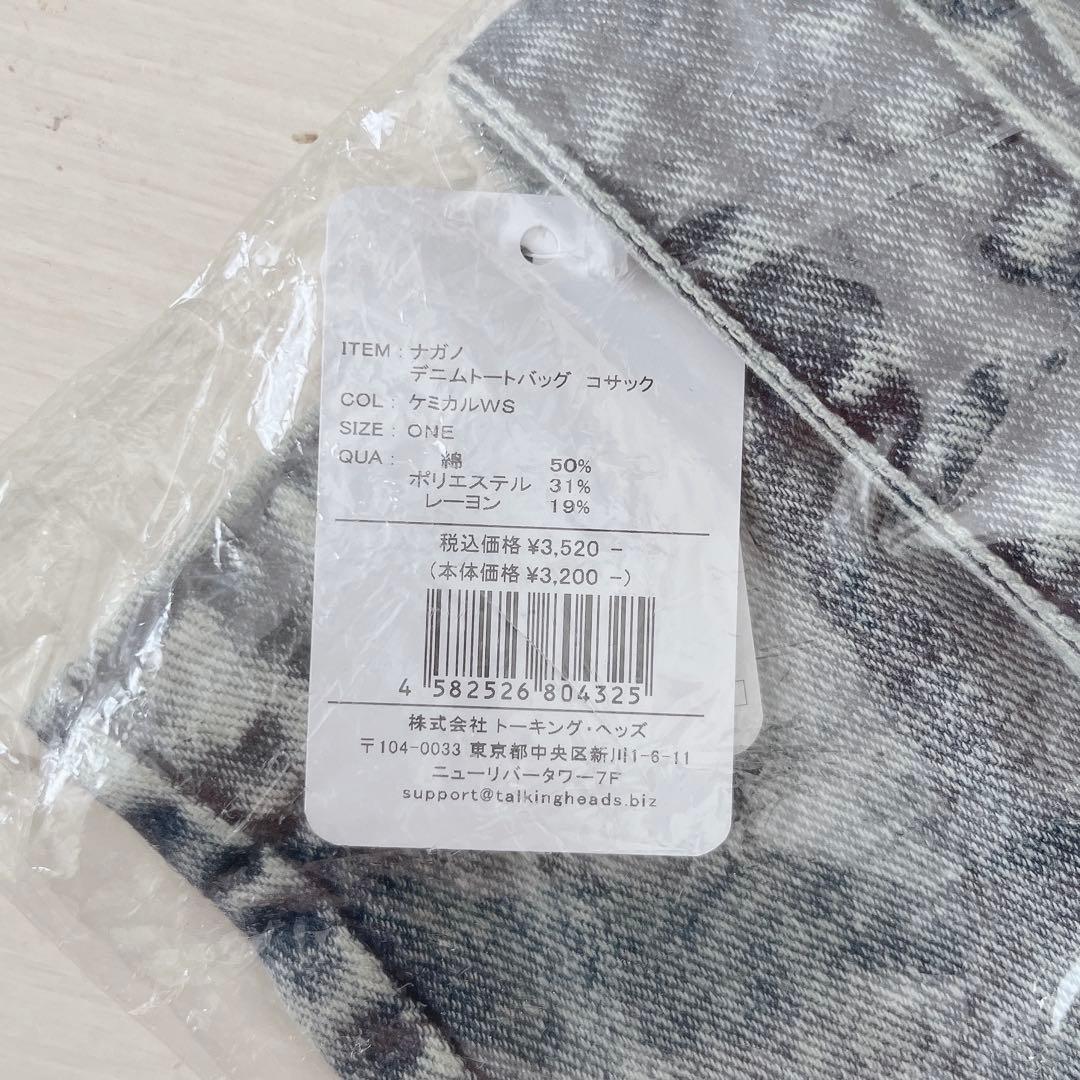 ITEM : ナガノ
デニムトートバッグ コサック
COL : ケミカルWS
SIZE : ONE
QUA : 綿 50%
ポリエステル 31%
レーヨン 19%
税込価格 ¥3,520 -
(本体価格 ¥3,200 -)
4 582526 804325
株式会社 トーキング・ヘッズ
〒104-0033 東京都中央区新川1-6-11
ニューリバータワー7F
support@talkingheads.biz